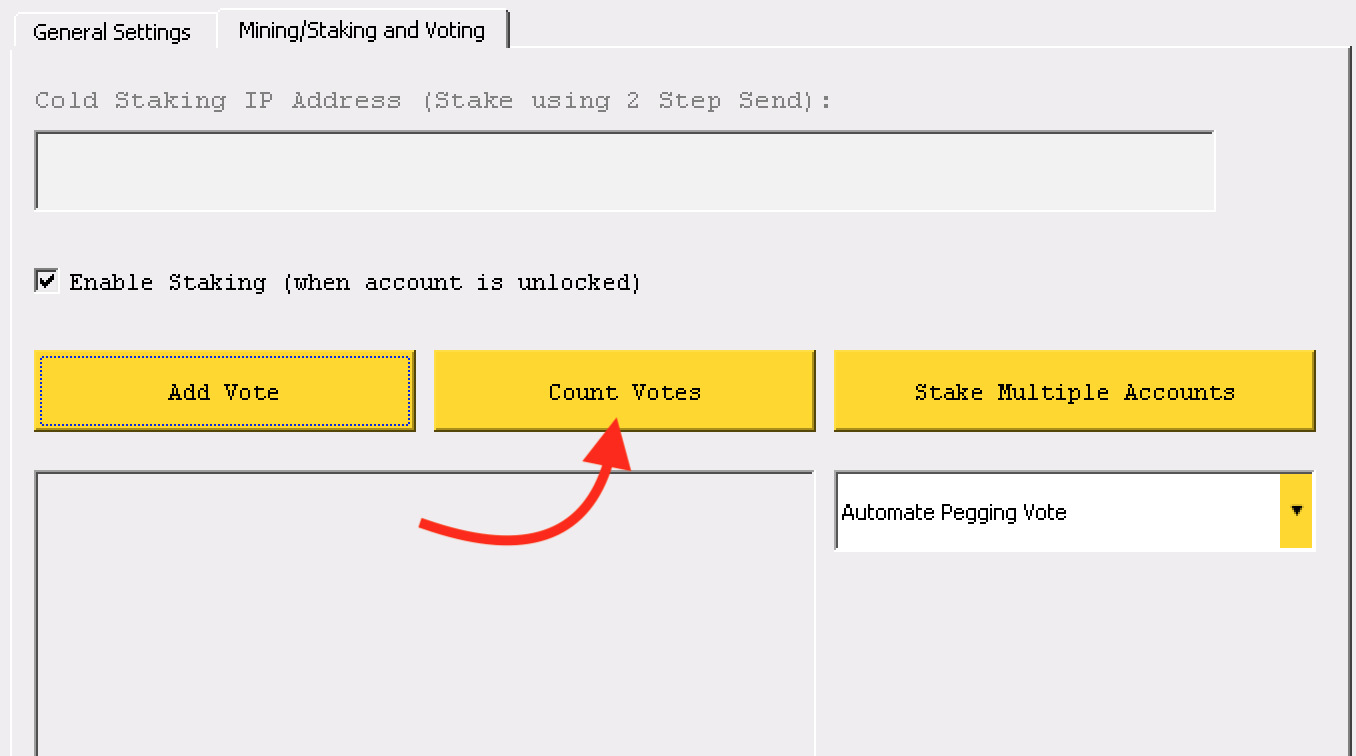 General Settings
Mining/Staking and Voting
Cold Staking IP Address (Stake using 2 Step Send):
Enable Staking (when account is unlocked)
Add Vote
Count Votes
Stake Multiple Accounts
Automate Pegging Vote